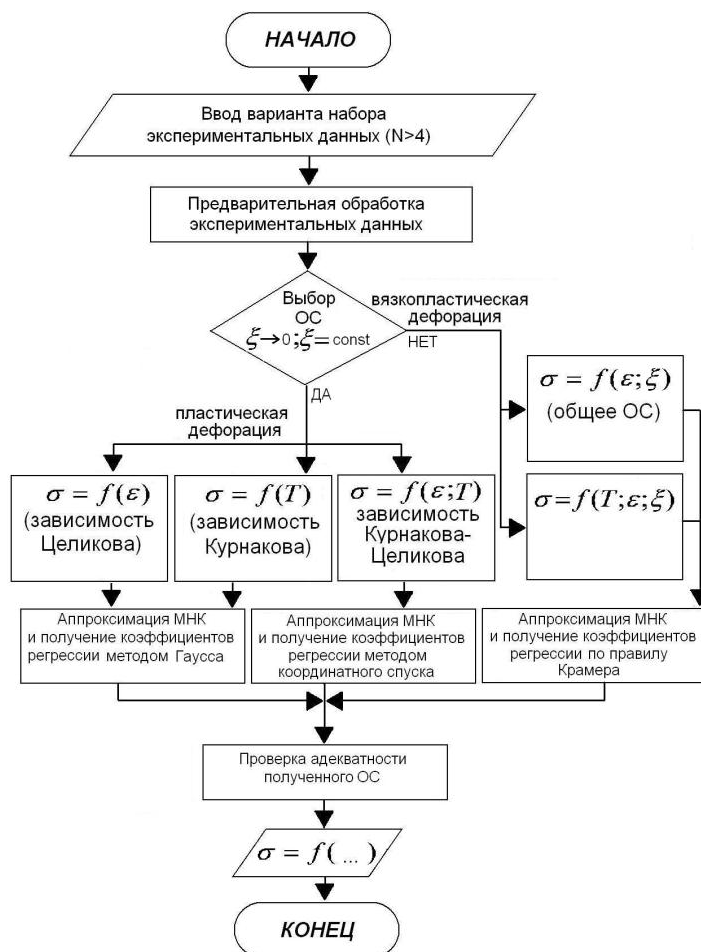 НАЧАЛО
Ввод варианта набора
экспериментальных данных (N>4)
Предварительная обработка
экспериментальных данных
Выбор
ОС
ξ→0;ξ=const
вязкопластическая
дефорация
НЕТ
ДА
пластическая
дефорация
σ = f(ε;ξ)
(общее ОС)
σ = f(ε)
(зависимость
Целикова)
σ = f(T)
(зависимость
Курнакова)
σ = f(ε;T)
зависимость
Курнакова-
Целикова
σ=f(T;ε;ξ)
Аппроксимация МНК
и получение коэффициентов
регрессии методом Гаусса
Аппроксимация МНК
и получение коэффициентов
регрессии методом
координатного спуска
Аппроксимация МНК
и получение коэффициентов
регрессии по правилу
Крамера
Проверка адекватности
полученного ОС
σ = f( ... )
КОНЕЦ